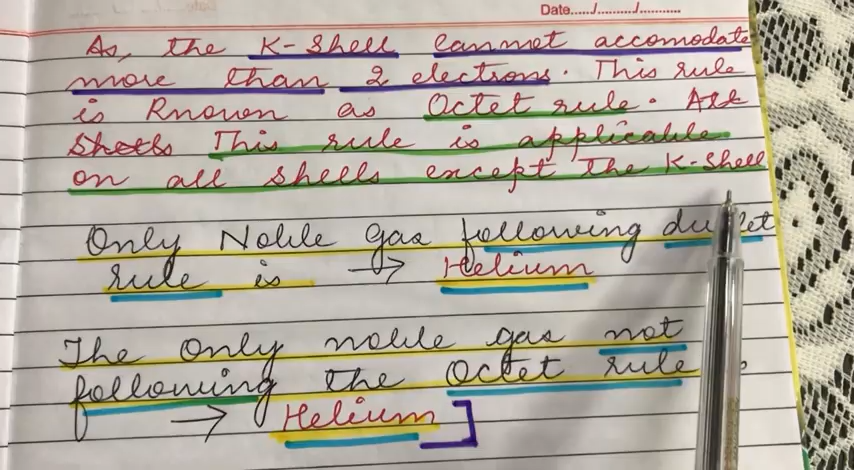 Date...../........./...........
As, the K-Shell cannot accomodate
more than 2 electrons. This rule
is known as Octet rule. All
shells This rule is applicable
on all shells except the K-Shell
Only Noble gas following duplet
rule is → Helium
The only noble gas not
following the Octet rule
→ Helium]